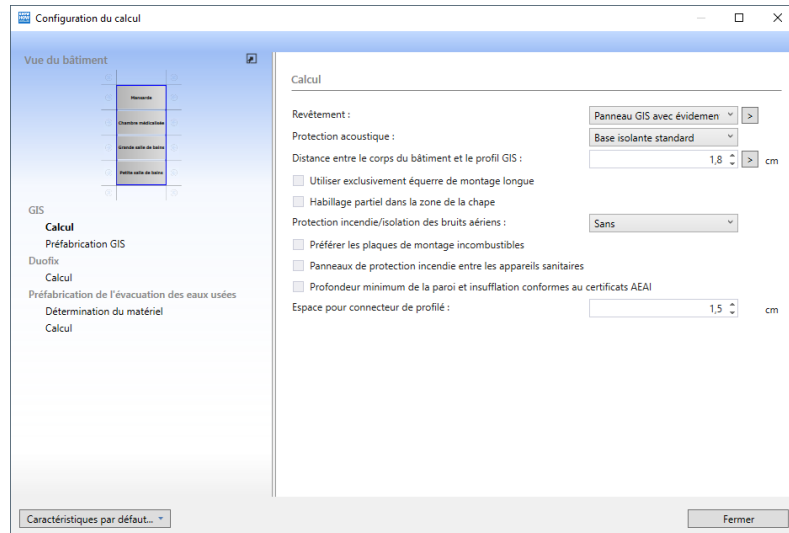 Configuration du calcul
Vue du bâtiment
Mansarde
Chambre médicalisée
Grande salle de bains
Petite salle de bains
GIS
Calcul
Préfabrication GIS
Duofix
Calcul
Préfabrication de l'évacuation des eaux usées
Détermination du matériel
Calcul
Caractéristiques par défaut...
Calcul
Revêtement : Panneau GIS avec évidemen >
Protection acoustique : Base isolante standard
Distance entre le corps du bâtiment et le profil GIS : 1,8 > cm
Utiliser exclusivement équerre de montage longue
Habillage partiel dans la zone de la chape
Protection incendie/isolation des bruits aériens : Sans
Préférer les plaques de montage incombustibles
Panneaux de protection incendie entre les appareils sanitaires
Profondeur minimum de la paroi et insufflation conformes au certificats AEAI
Espace pour connecteur de profilé : 1,5 cm
Fermer